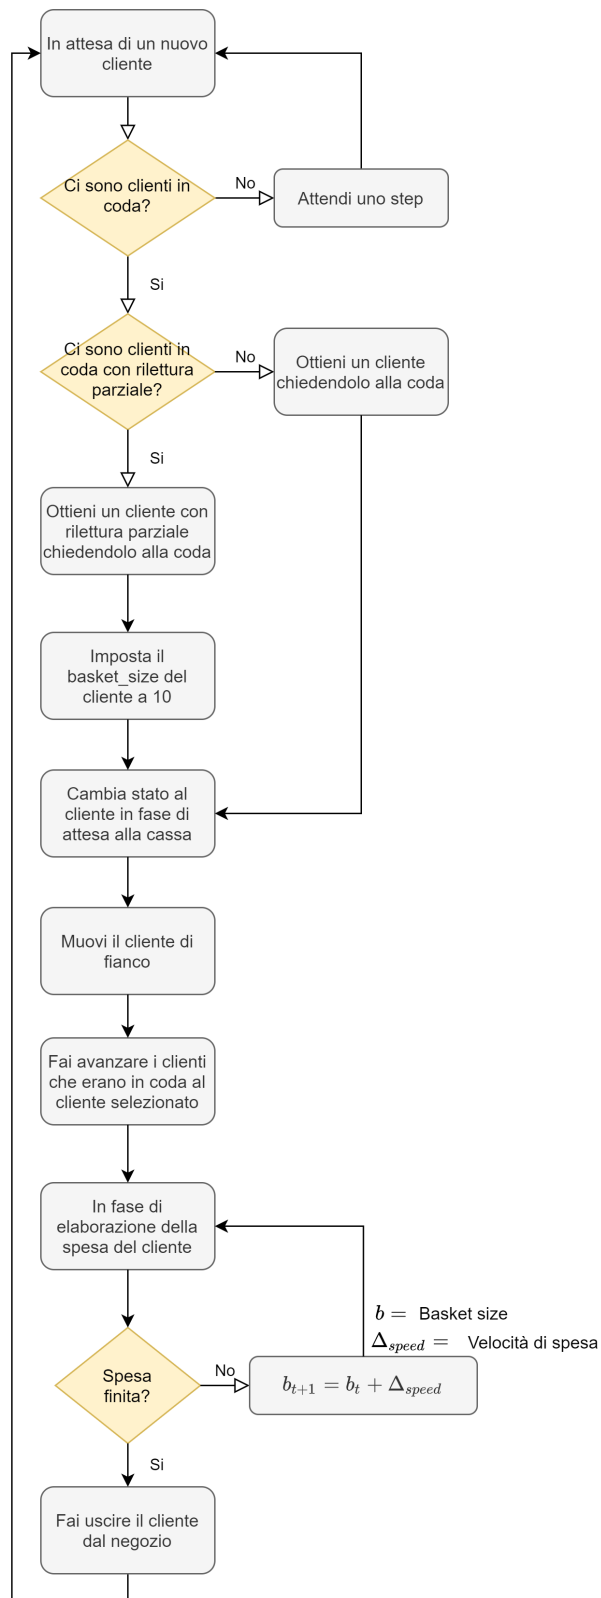 In attesa di un nuovo
cliente
Ci sono clienti in
coda?
No
Attendi uno step
Si
Ci sono clienti in
coda con rilettura
parziale?
No
Ottieni un cliente
chiedendolo alla coda
Si
Ottieni un cliente con
rilettura parziale
chiedendolo alla coda
Imposta il
basket_size del
cliente a 10
Cambia stato al
cliente in fase di
attesa alla cassa
Muovi il cliente di
fianco
Fai avanzare i clienti
che erano in coda al
cliente selezionato
In fase di
elaborazione della
spesa del cliente
b = Basket size
Δ_speed = Velocità di spesa
Spesa
finita?
No
b_{t+1} = b_t + Δ_speed
Si
Fai uscire il cliente
dal negozio